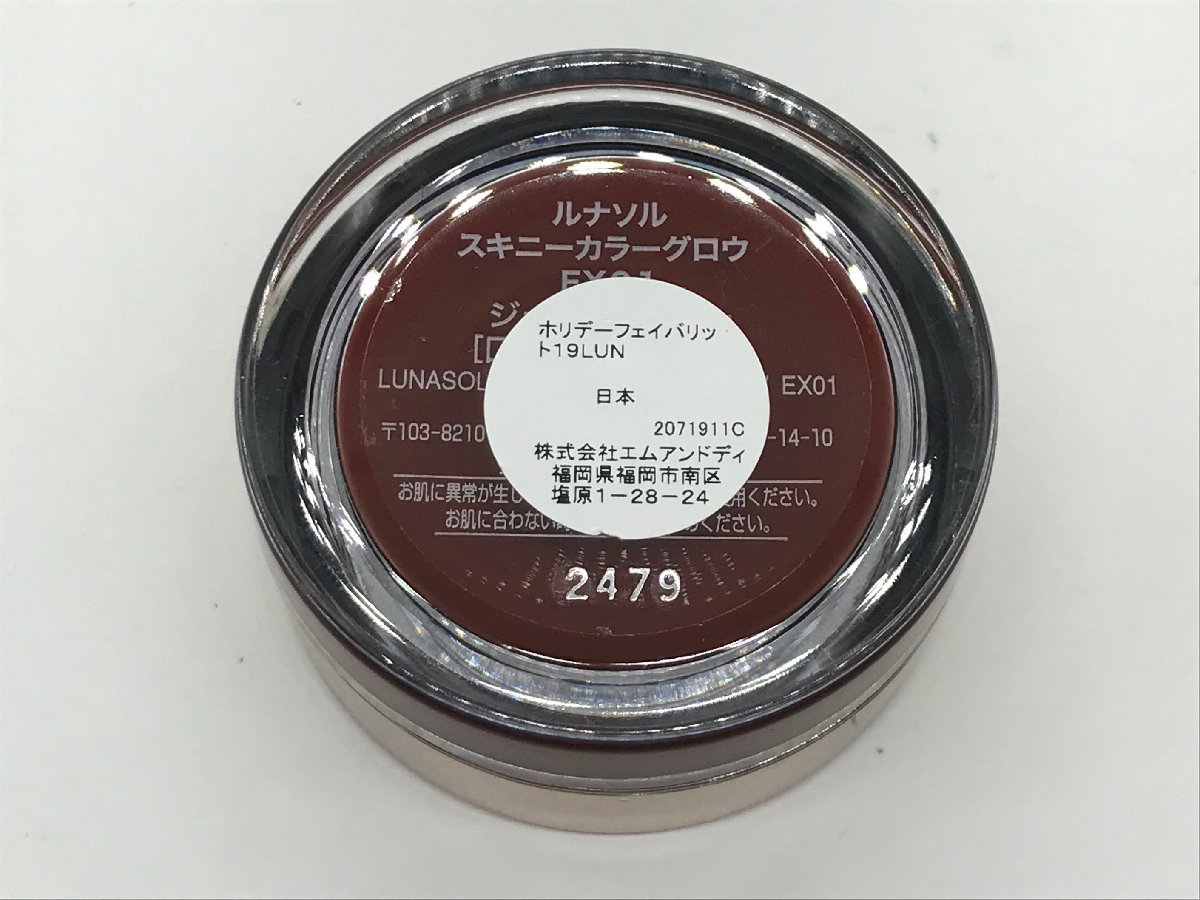 ルナソル
スキニーカラーグロウ
EX01
ホリデーフェイバリッ
ト19LUN
日本
2071911C
株式会社エムアンドディ
福岡県福岡市南区
塩原1-28-24
LUNASOL EX01
〒103-8210 -14-10
お肌に異常が生じ ください。
お肌に合わない ください。
2479